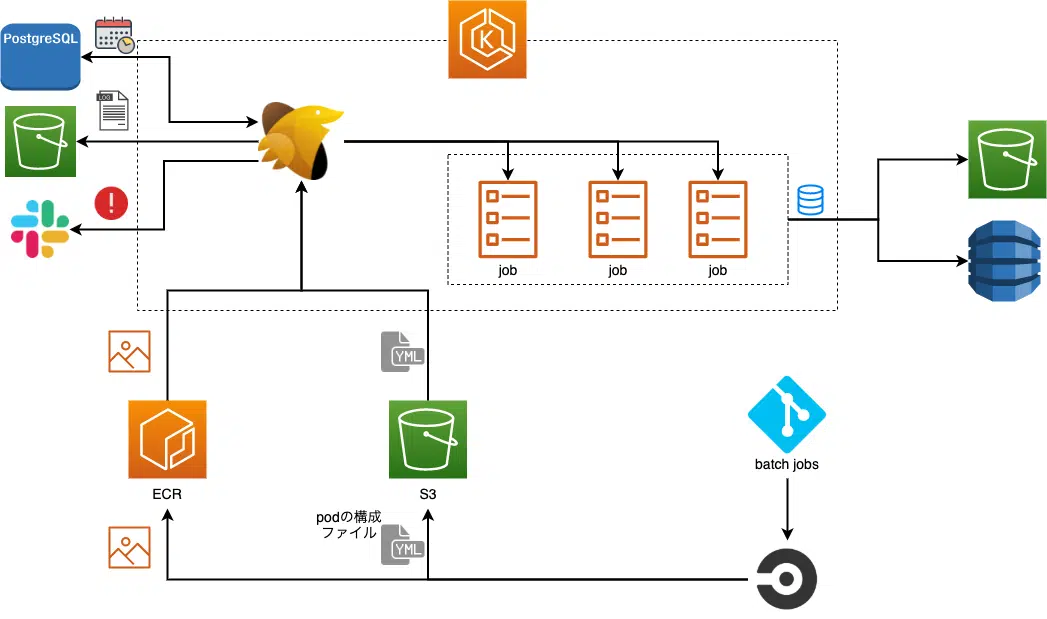 PostgreSQL
LOG
job
job
job
YML
ECR
S3
batch jobs
podの構成
ファイル
YML